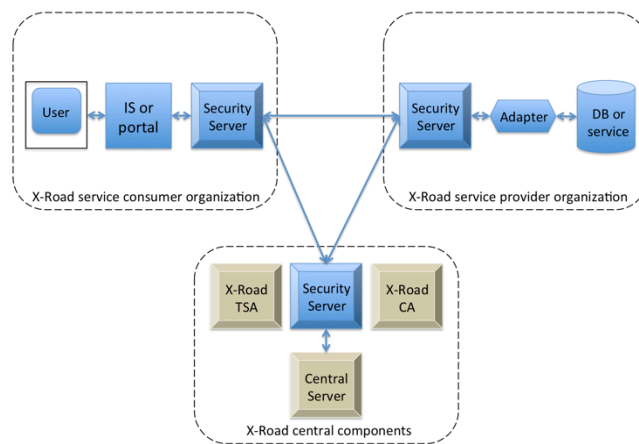 User
IS or
portal
Security
Server
X-Road service consumer organization
Security
Server
Adapter
DB or
service
X-Road service provider organization
X-Road
TSA
Security
Server
X-Road
CA
Central
Server
X-Road central components